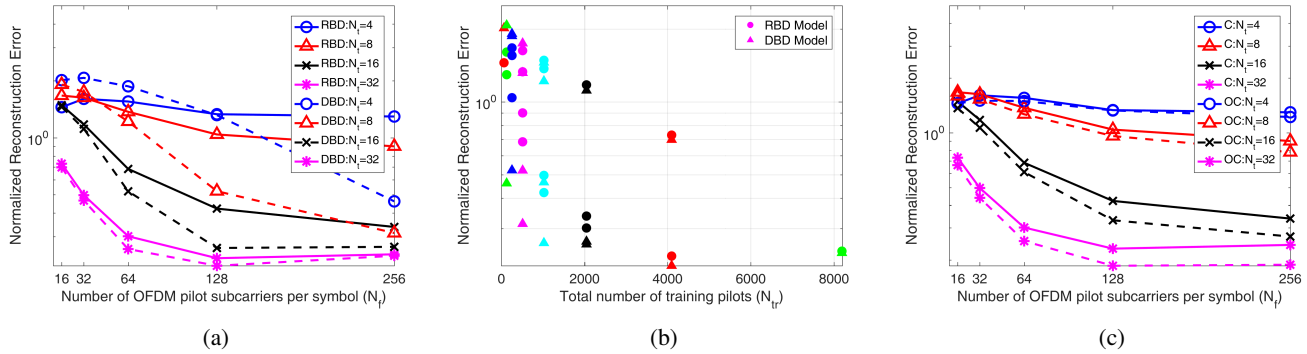 Normalized Reconstruction Error
10^0
RBD:N_t=4
RBD:N_t=8
RBD:N_t=16
RBD:N_t=32
DBD:N_t=4
DBD:N_t=8
DBD:N_t=16
DBD:N_t=32
16 32 64 128 256
Number of OFDM pilot subcarriers per symbol (N_f)
(a)
Normalized Reconstruction Error
10^0
RBD Model
DBD Model
0 2000 4000 6000 8000
Total number of training pilots (N_tr)
(b)
Normalized Reconstruction Error
10^0
C:N_t=4
C:N_t=8
C:N_t=16
C:N_t=32
OC:N_t=4
OC:N_t=8
OC:N_t=16
OC:N_t=32
16 32 64 128 256
Number of OFDM pilot subcarriers per symbol (N_f)
(c)